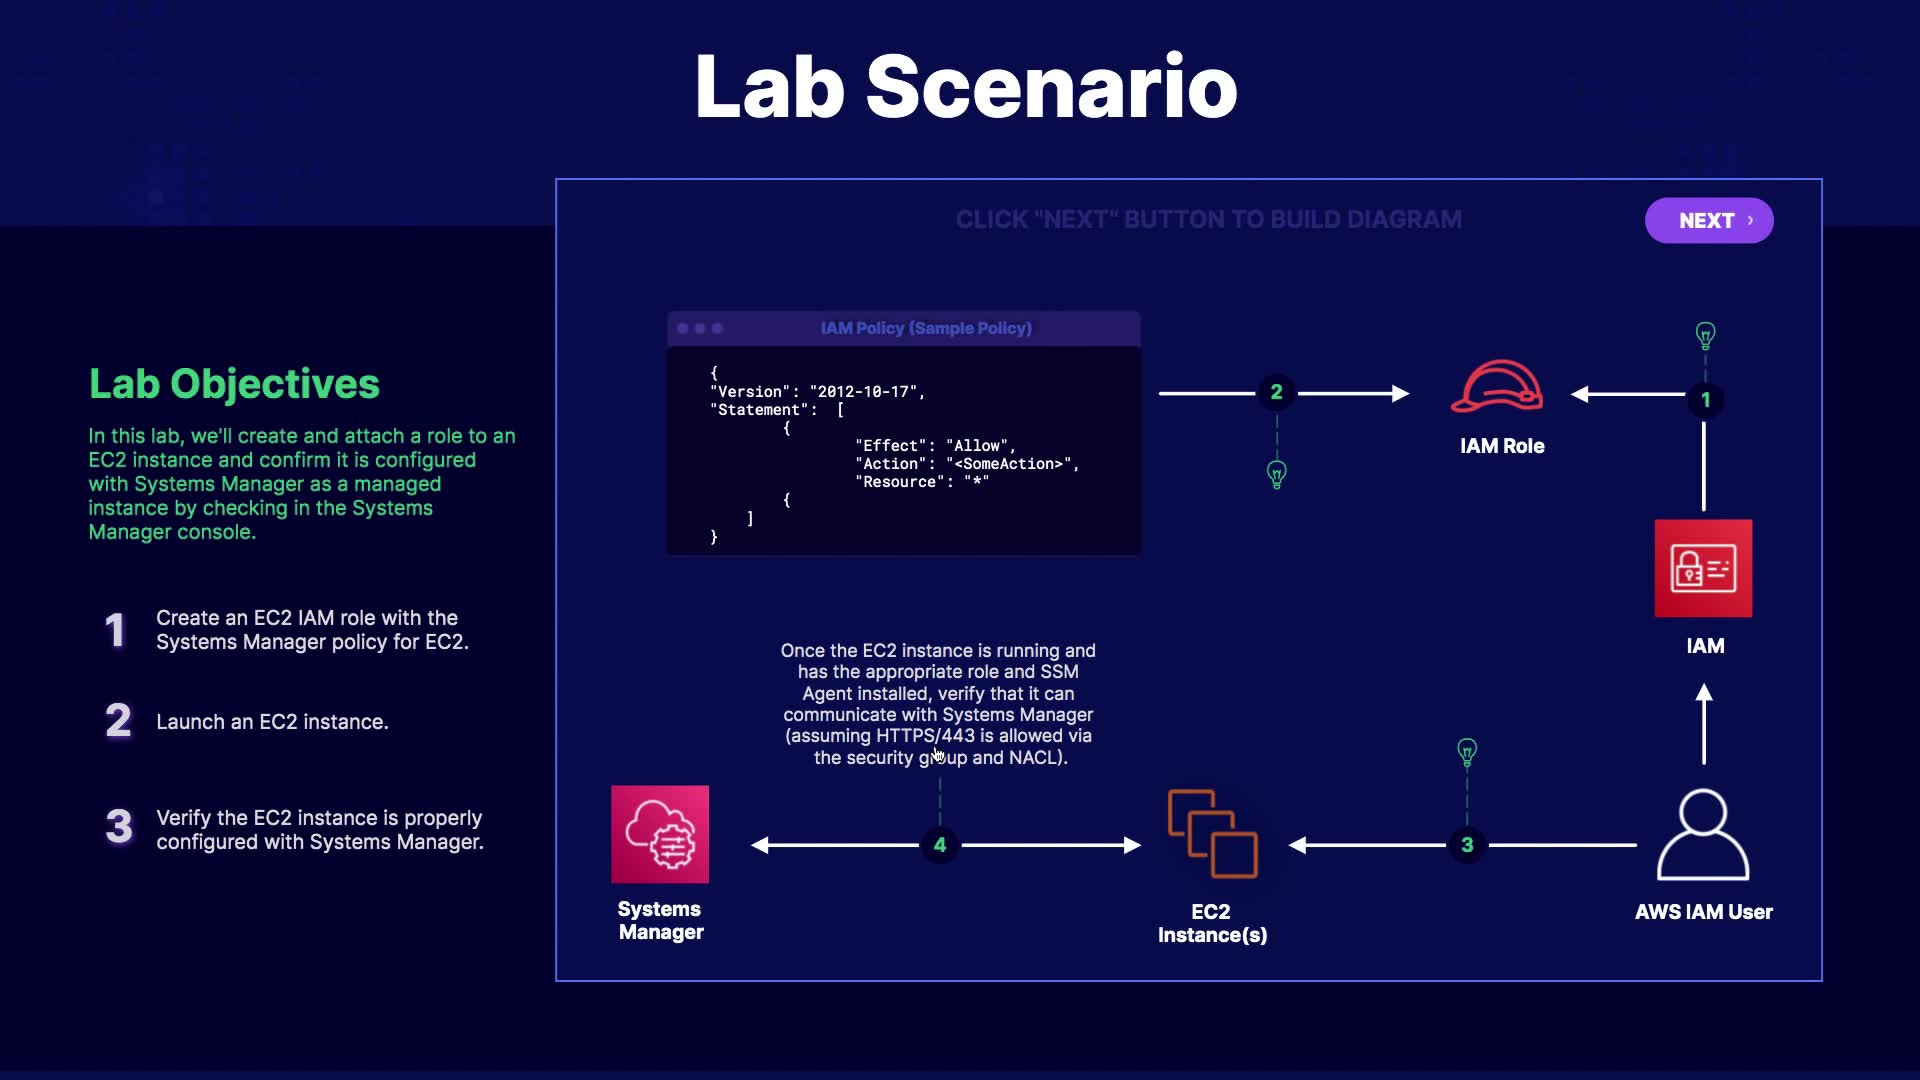 Lab Scenario
CLICK "NEXT" BUTTON TO BUILD DIAGRAM
NEXT ›
Lab Objectives
In this lab, we'll create and attach a role to an
EC2 instance and confirm it is configured
with Systems Manager as a managed
instance by checking in the Systems
Manager console.
1 Create an EC2 IAM role with the
Systems Manager policy for EC2.
2 Launch an EC2 instance.
3 Verify the EC2 instance is properly
configured with Systems Manager.
IAM Policy (Sample Policy)
{
"Version": "2012-10-17",
"Statement": [
{
"Effect": "Allow",
"Action": "<SomeAction>",
"Resource": "*"
{
]
}
2
IAM Role
1
IAM
Once the EC2 instance is running and
has the appropriate role and SSM
Agent installed, verify that it can
communicate with Systems Manager
(assuming HTTPS/443 is allowed via
the security group and NACL).
4
3
Systems
Manager
EC2
Instance(s)
AWS IAM User